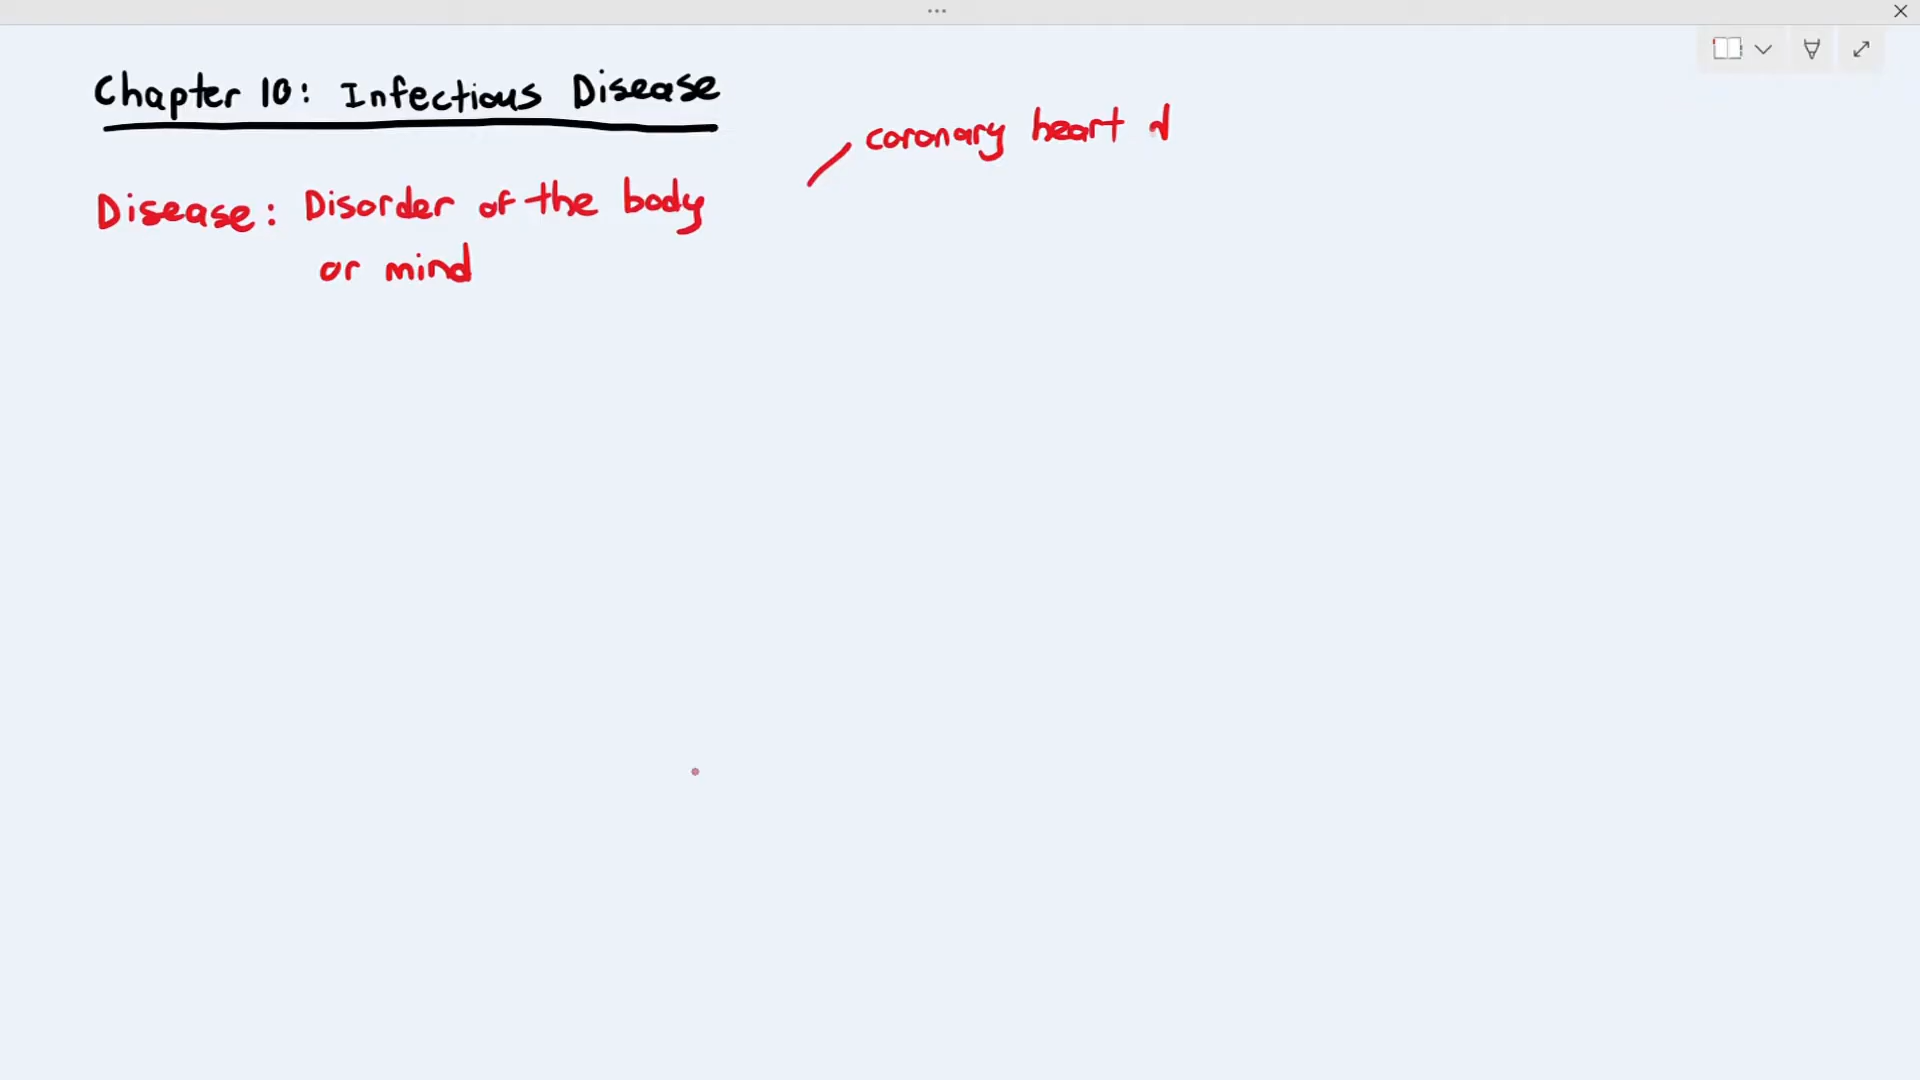 Chapter 10: Infectious Disease
coronary heart d
Disease: Disorder of the body
or mind